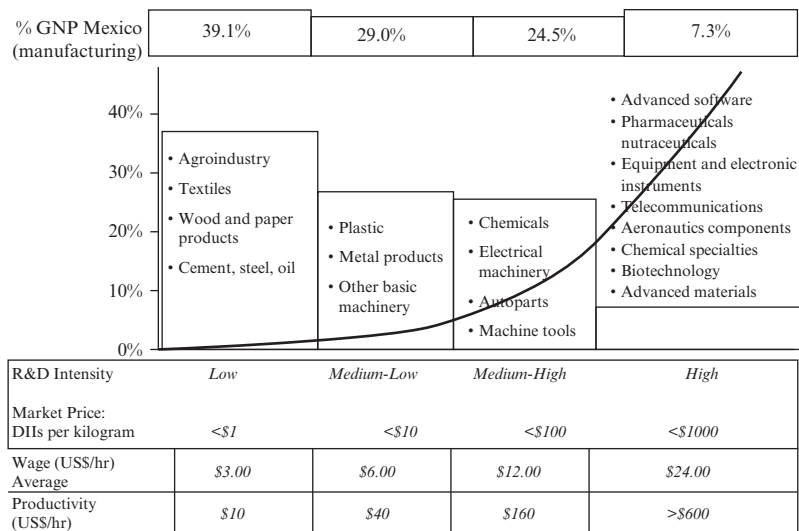 % GNP Mexico
(manufacturing)
39.1%
29.0%
24.5%
7.3%
40%
30%
20%
10%
0%
• Agroindustry
• Textiles
• Wood and paper
products
• Cement, steel, oil
• Plastic
• Metal products
• Other basic
machinery
• Chemicals
• Electrical
machinery
• Autoparts
• Machine tools
• Advanced software
• Pharmaceuticals
nutraceuticals
• Equipment and electronic
instruments
• Telecommunications
• Aeronautics components
• Chemical specialties
• Biotechnology
• Advanced materials
R&D Intensity Low Medium-Low Medium-High High
Market Price:
DIIs per kilogram <$1 <$10 <$100 <$1000
Wage (US$/hr)
Average $3.00 $6.00 $12.00 $24.00
Productivity
(US$/hr) $10 $40 $160 >$600